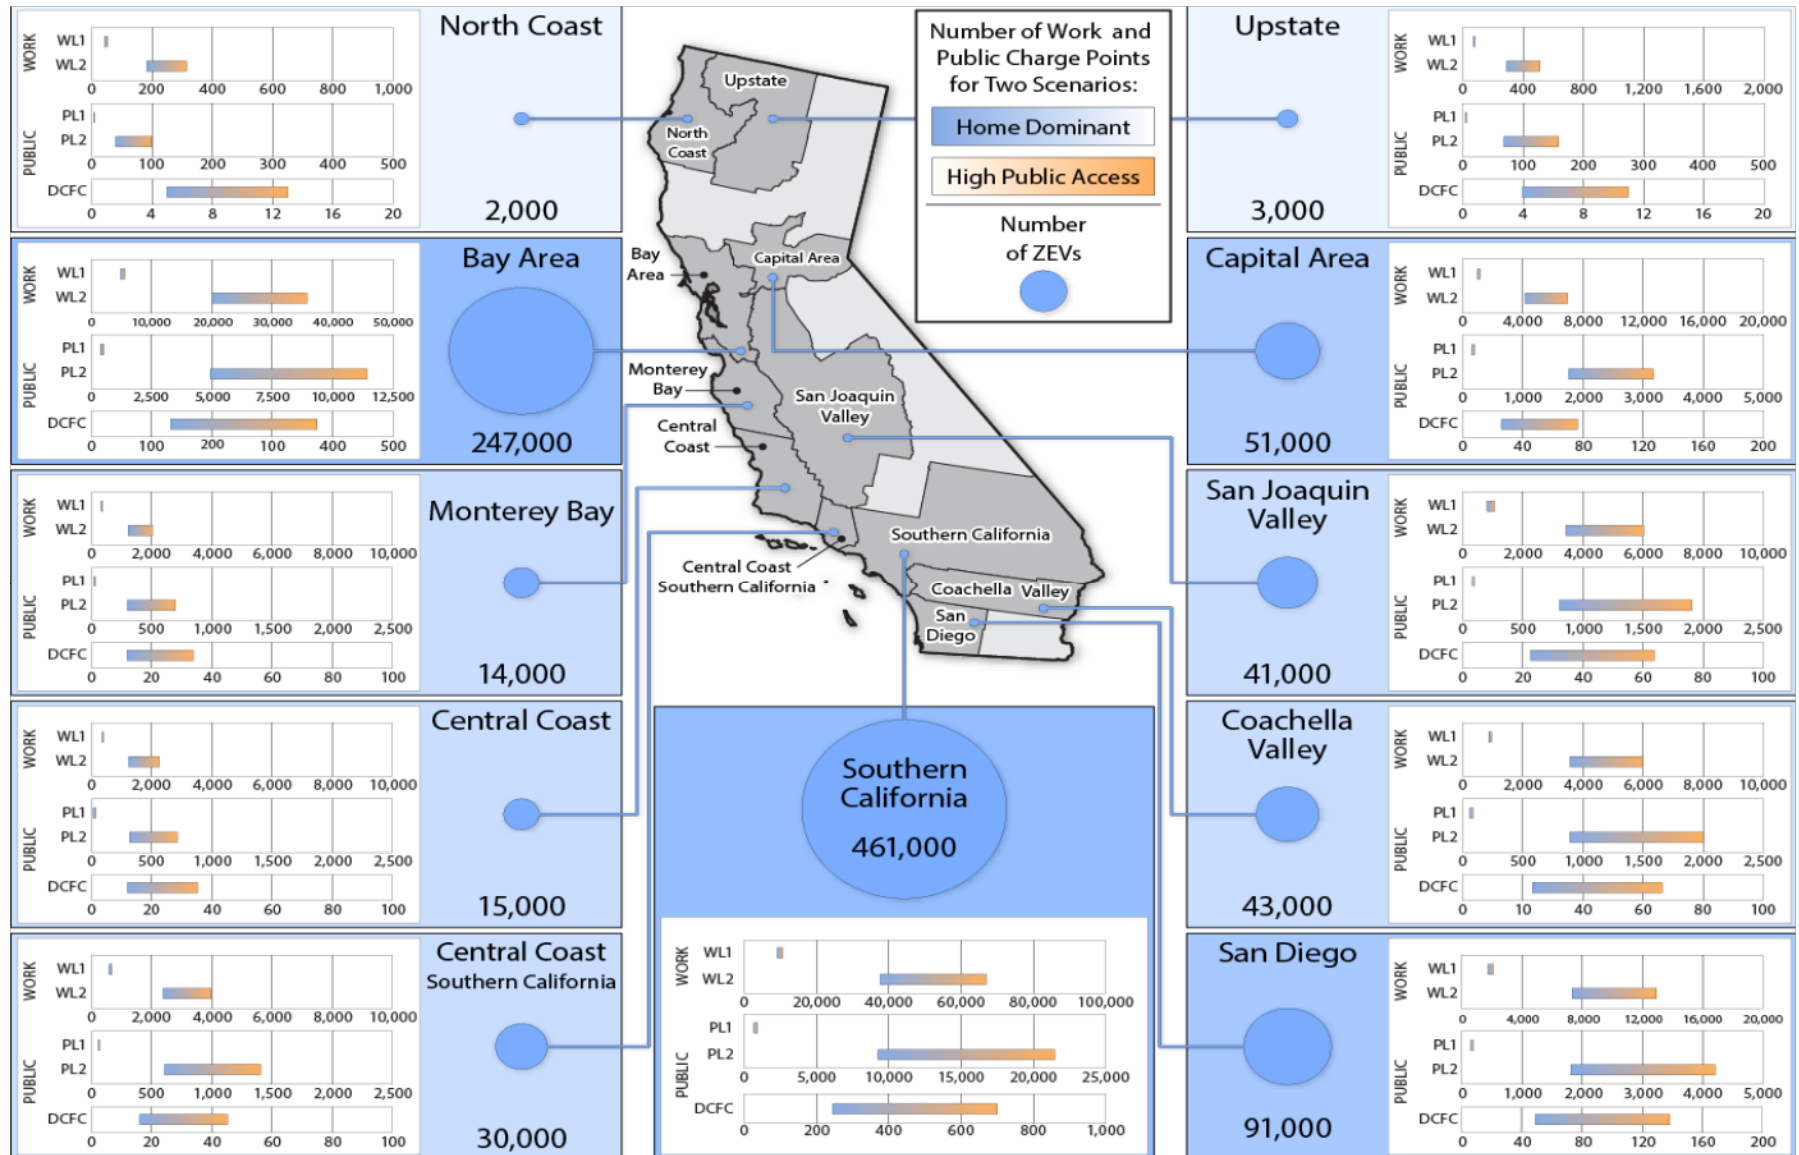 North Coast
WORK
WL1
WL2
0 200 400 600 800 1,000
PUBLIC
PL1
PL2
0 100 200 300 400 500
DCFC
0 4 8 12 16 20
2,000
Bay Area
WORK
WL1
WL2
0 10,000 20,000 30,000 40,000 50,000
PUBLIC
PL1
PL2
0 2,500 5,000 7,500 10,000 12,500
DCFC
0 100 200 100 400 500
247,000
Monterey Bay
WORK
WL1
WL2
0 2,000 4,000 6,000 8,000 10,000
PUBLIC
PL1
PL2
0 500 1,000 1,500 2,000 2,500
DCFC
0 20 40 60 80 100
14,000
Central Coast
WORK
WL1
WL2
0 2,000 4,000 6,000 8,000 10,000
PUBLIC
PL1
PL2
0 500 1,000 1,500 2,000 2,500
DCFC
0 20 40 60 80 100
15,000
Central Coast
Southern California
WORK
WL1
WL2
0 2,000 4,000 6,000 8,000 10,000
PUBLIC
PL1
PL2
0 500 1,000 1,500 2,000 2,500
DCFC
0 20 40 60 80 100
30,000
Number of Work and
Public Charge Points
for Two Scenarios:
Home Dominant
High Public Access
Number
of ZEVs
Upstate
North
Coast
Bay
Area
Capital Area
Monterey
Bay
San Joaquin
Valley
Central
Coast
Southern California
Central Coast
Southern California
Coachella Valley
San
Diego
Southern
California
461,000
WORK
WL1
WL2
0 20,000 40,000 60,000 80,000 100,000
PUBLIC
PL1
PL2
0 5,000 10,000 15,000 20,000 25,000
DCFC
0 200 400 600 800 1,000
Upstate
WORK
WL1
WL2
0 400 800 1,200 1,600 2,000
PUBLIC
PL1
PL2
0 100 200 300 400 500
DCFC
0 4 8 12 16 20
3,000
Capital Area
WORK
WL1
WL2
0 4,000 8,000 12,000 16,000 20,000
PUBLIC
PL1
PL2
0 1,000 2,000 3,000 4,000 5,000
DCFC
0 40 80 120 160 200
51,000
San Joaquin
Valley
WORK
WL1
WL2
0 2,000 4,000 6,000 8,000 10,000
PUBLIC
PL1
PL2
0 500 1,000 1,500 2,000 2,500
DCFC
0 20 40 60 80 100
41,000
Coachella
Valley
WORK
WL1
WL2
0 2,000 4,000 6,000 8,000 10,000
PUBLIC
PL1
PL2
0 500 1,000 1,500 2,000 2,500
DCFC
0 10 40 60 80 100
43,000
San Diego
WORK
WL1
WL2
0 4,000 8,000 12,000 16,000 20,000
PUBLIC
PL1
PL2
0 1,000 2,000 3,000 4,000 5,000
DCFC
0 40 80 120 160 200
91,000